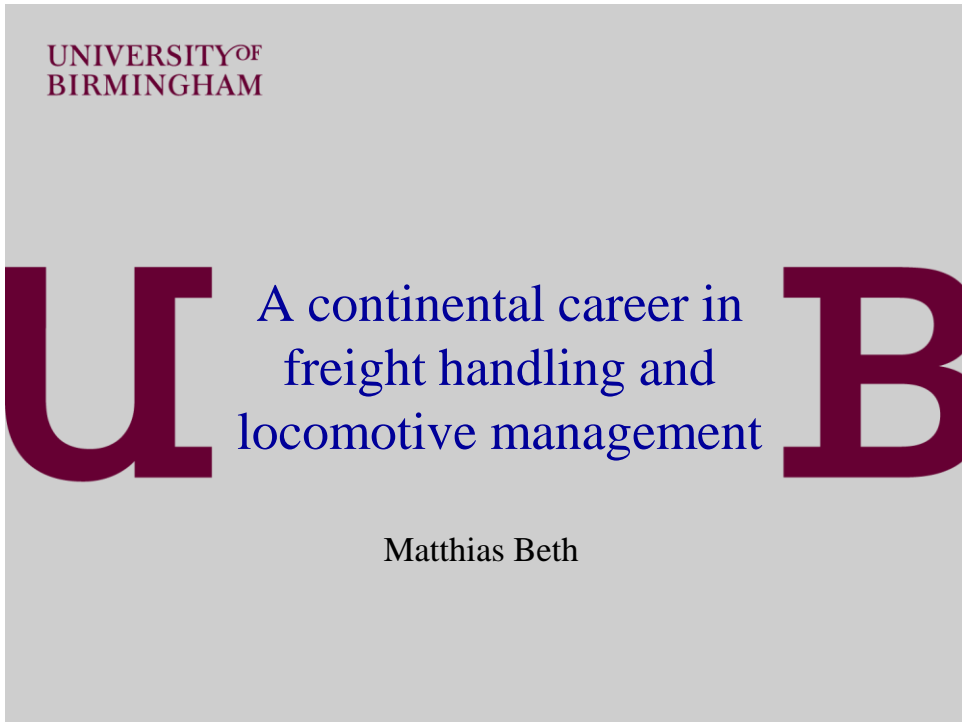 UNIVERSITY OF
BIRMINGHAM
U B
A continental career in
freight handling and
locomotive management
Matthias Beth